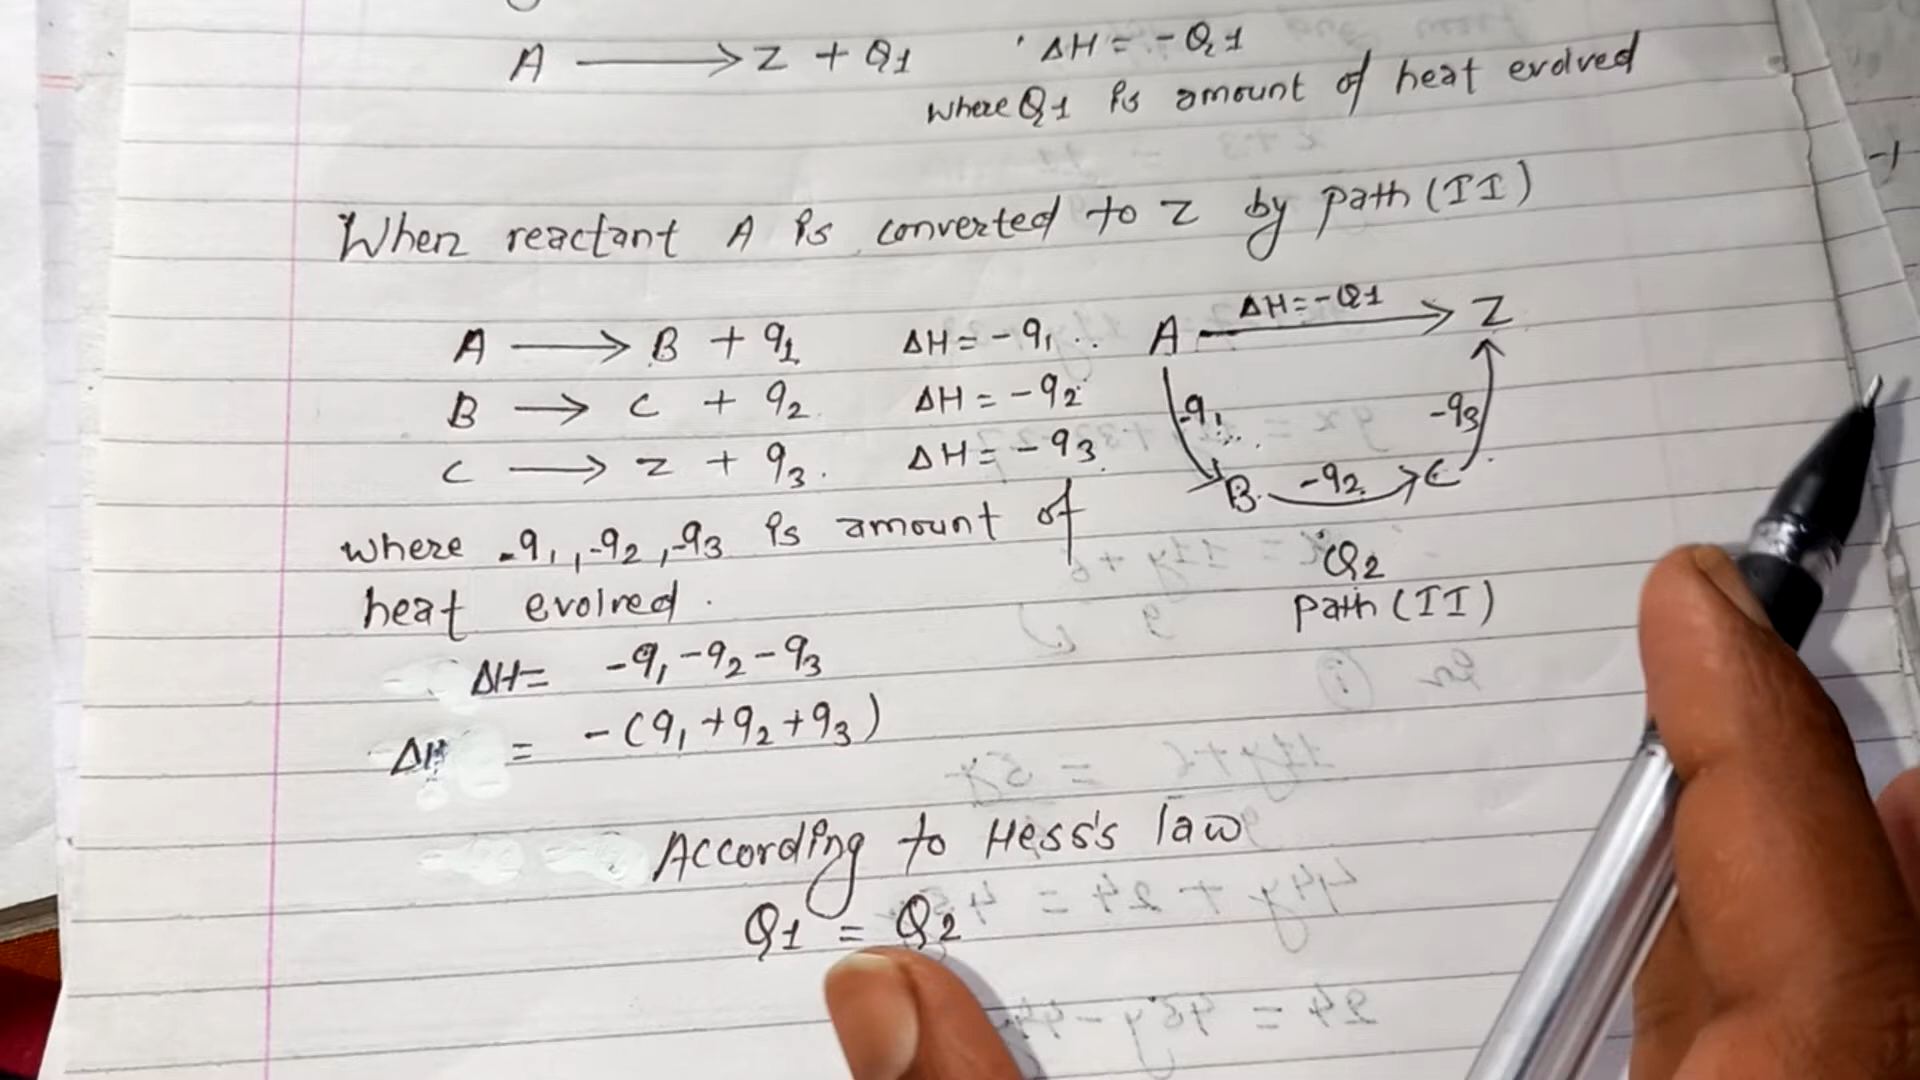 A ⟶ Z + Q1   ΔH = -Q1
where Q1 is amount of heat evolved
When reactant A is converted to Z by path (II)
A ⟶ B + q1   ΔH = -q1
B ⟶ C + q2   ΔH = -q2
C ⟶ Z + q3.   ΔH = -q3
where -q1, -q2, -q3 is amount of
heat evolved.
ΔH = -q1 - q2 - q3
ΔH = -(q1 + q2 + q3)
A ΔH = -Q1 Z
-q1 -q3
B -q2 C
Q2
path (II)
According to Hess's law
Q1 = Q2